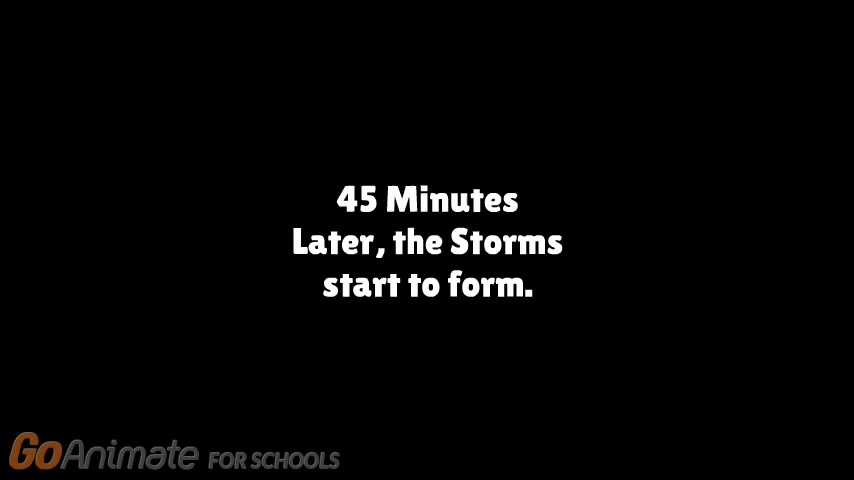 45 Minutes
Later, the Storms
start to form.
GoAnimate FOR SCHOOLS